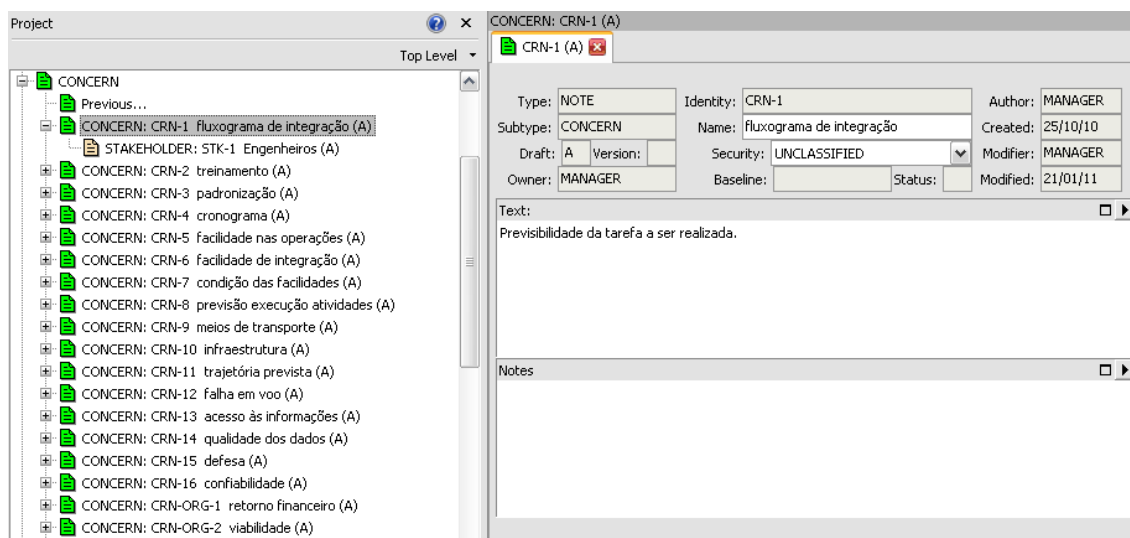 Project
Top Level
CONCERN
Previous...
CONCERN: CRN-1 fluxograma de integração (A)
STAKEHOLDER: STK-1 Engenheiros (A)
CONCERN: CRN-2 treinamento (A)
CONCERN: CRN-3 padronização (A)
CONCERN: CRN-4 cronograma (A)
CONCERN: CRN-5 facilidade nas operações (A)
CONCERN: CRN-6 facilidade de integração (A)
CONCERN: CRN-7 condição das facilidades (A)
CONCERN: CRN-8 previsão execução atividades (A)
CONCERN: CRN-9 meios de transporte (A)
CONCERN: CRN-10 infraestrutura (A)
CONCERN: CRN-11 trajetória prevista (A)
CONCERN: CRN-12 falha em voo (A)
CONCERN: CRN-13 acesso às informações (A)
CONCERN: CRN-14 qualidade dos dados (A)
CONCERN: CRN-15 defesa (A)
CONCERN: CRN-16 confiabilidade (A)
CONCERN: CRN-ORG-1 retorno financeiro (A)
CONCERN: CRN-ORG-2 viabilidade (A)
CONCERN: CRN-1 (A)
CRN-1 (A)
Type: NOTE Identity: CRN-1 Author: MANAGER
Subtype: CONCERN Name: fluxograma de integração Created: 25/10/10
Draft: A Version: Security: UNCLASSIFIED Modifier: MANAGER
Owner: MANAGER Baseline: Status: Modified: 21/01/11
Text:
Previsibilidade da tarefa a ser realizada.
Notes